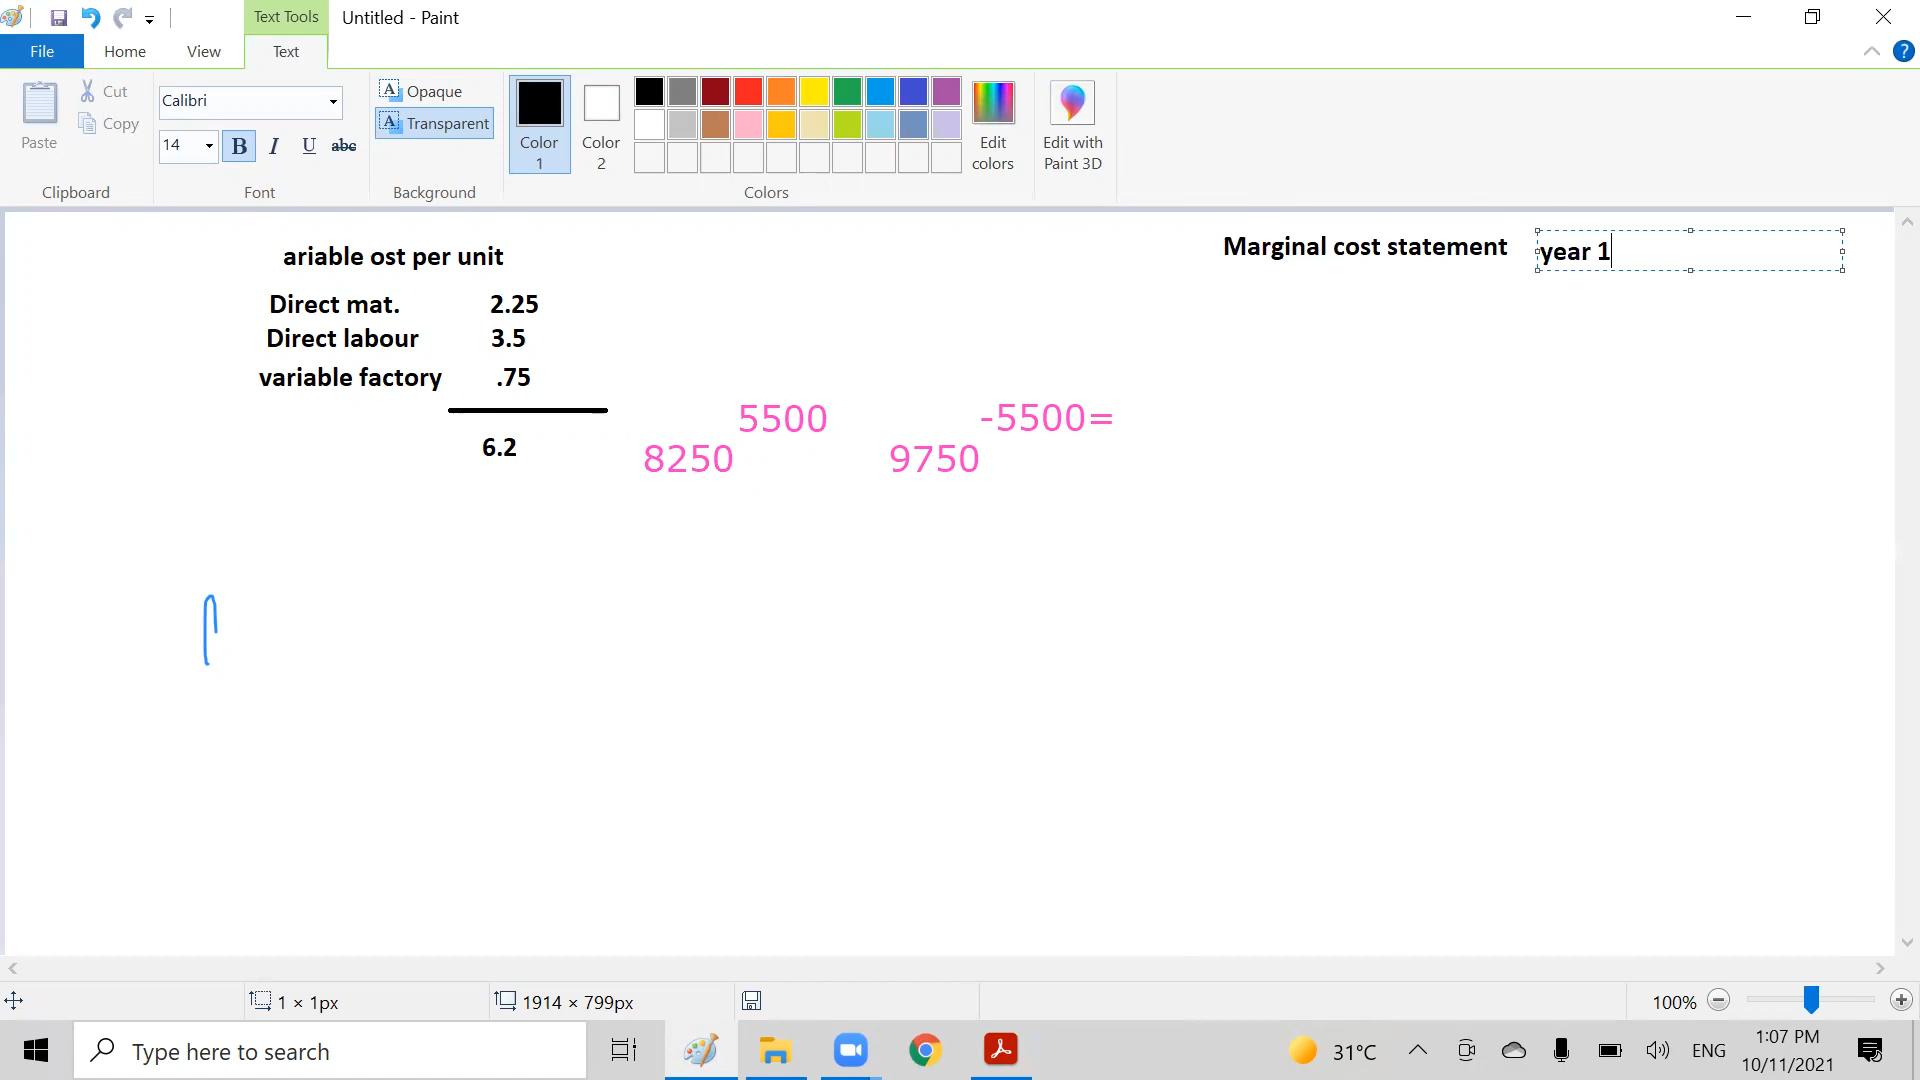 Text Tools
Untitled - Paint
File
Home
View
Text
?
Cut
Copy
Paste
Clipboard
Calibri
14
B
I
U
abc
Font
A Opaque
A Transparent
Background
Color
1
Color
2
Colors
Edit
colors
Edit with
Paint 3D
ariable ost per unit
Direct mat. 2.25
Direct labour 3.5
variable factory .75
6.2
5500
8250
-5500=
9750
Marginal cost statement
year 1
1 × 1px
1914 × 799px
100%
Type here to search
31°C
ENG
1:07 PM
10/11/2021